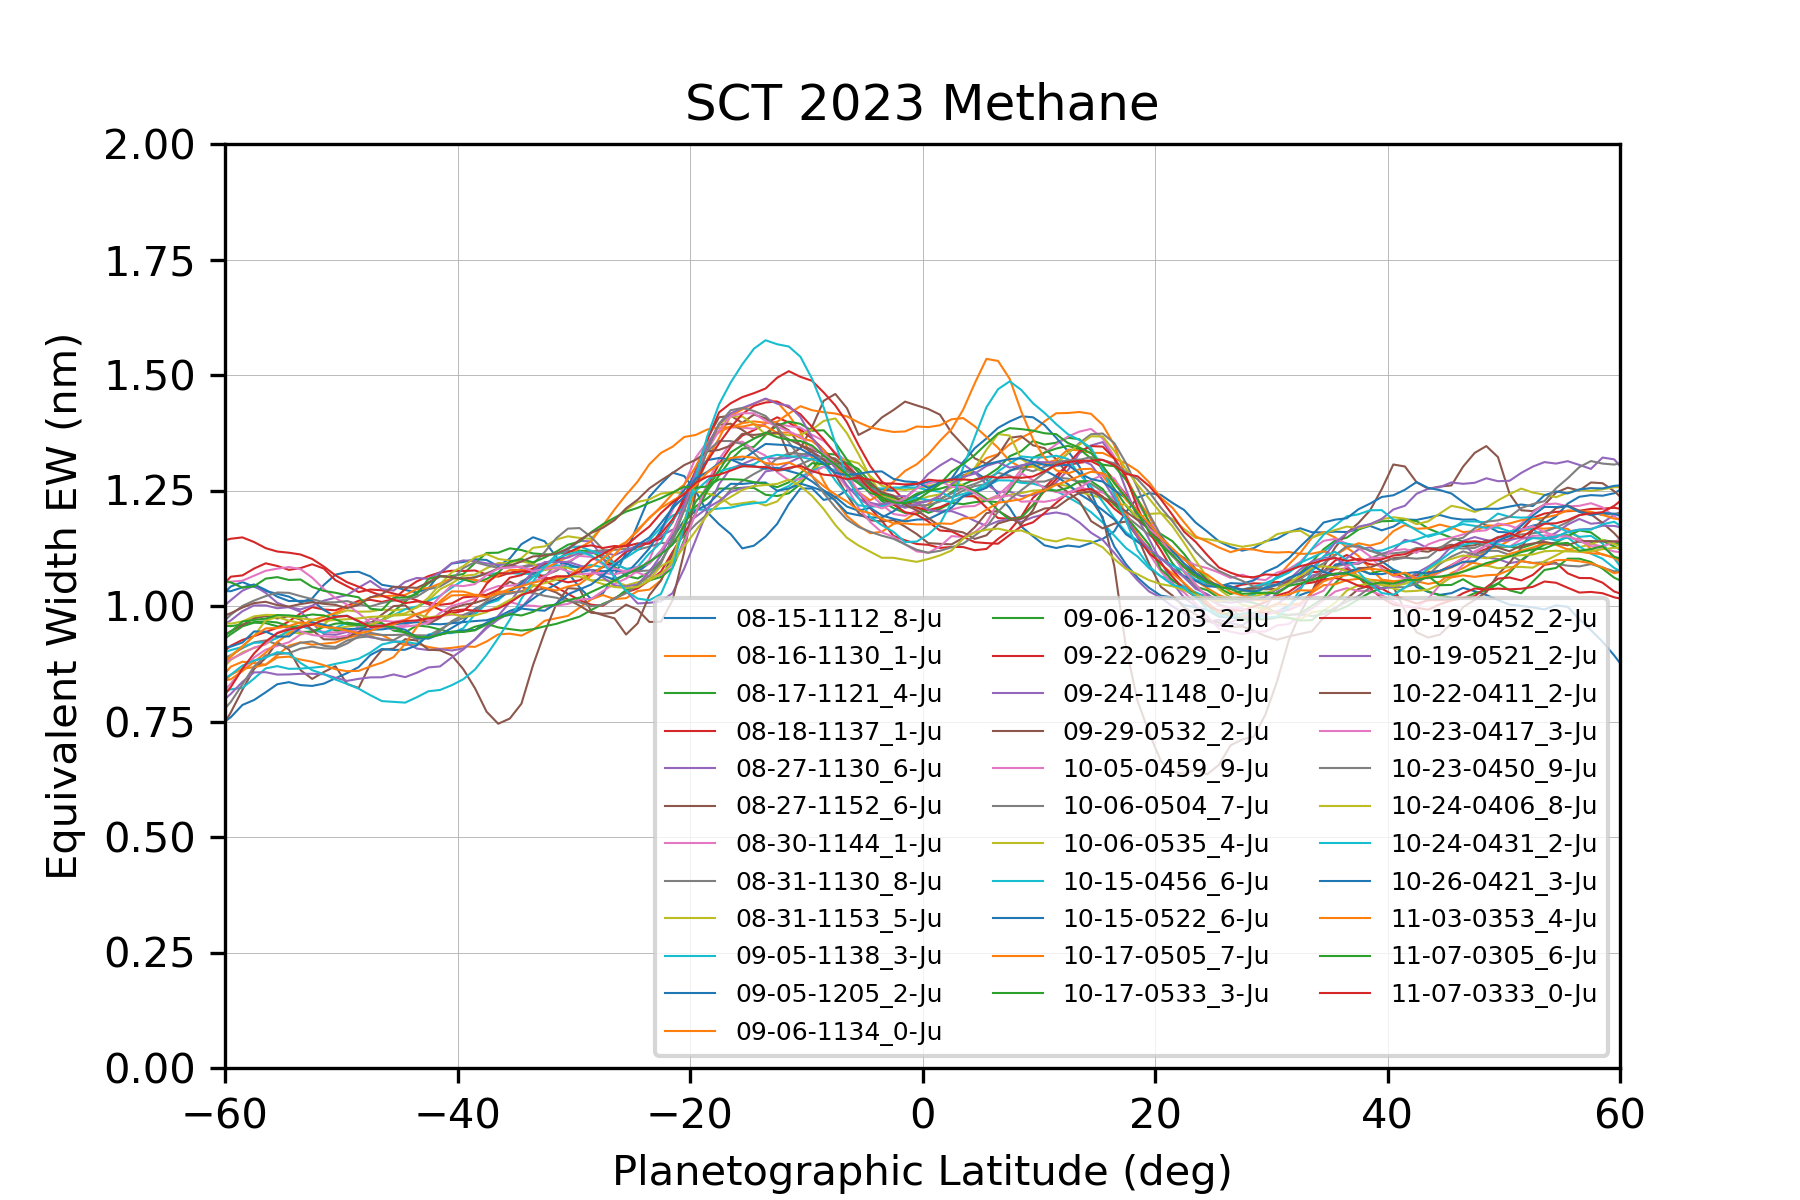 SCT 2023 Methane
Equivalent Width EW (nm)
2.00
1.75
1.50
1.25
1.00
0.75
0.50
0.25
0.00
08-15-1112_8-Ju
08-16-1130_1-Ju
08-17-1121_4-Ju
08-18-1137_1-Ju
08-27-1130_6-Ju
08-27-1152_6-Ju
08-30-1144_1-Ju
08-31-1130_8-Ju
08-31-1153_5-Ju
09-05-1138_3-Ju
09-05-1205_2-Ju
09-06-1134_0-Ju
09-06-1203_2-Ju
09-22-0629_0-Ju
09-24-1148_0-Ju
09-29-0532_2-Ju
10-05-0459_9-Ju
10-06-0504_7-Ju
10-06-0535_4-Ju
10-15-0456_6-Ju
10-15-0522_6-Ju
10-17-0505_7-Ju
10-17-0533_3-Ju
10-19-0452_2-Ju
10-19-0521_2-Ju
10-22-0411_2-Ju
10-23-0417_3-Ju
10-23-0450_9-Ju
10-24-0406_8-Ju
10-24-0431_2-Ju
10-26-0421_3-Ju
11-03-0353_4-Ju
11-07-0305_6-Ju
11-07-0333_0-Ju
−60 −40 −20 0 20 40 60
Planetographic Latitude (deg)